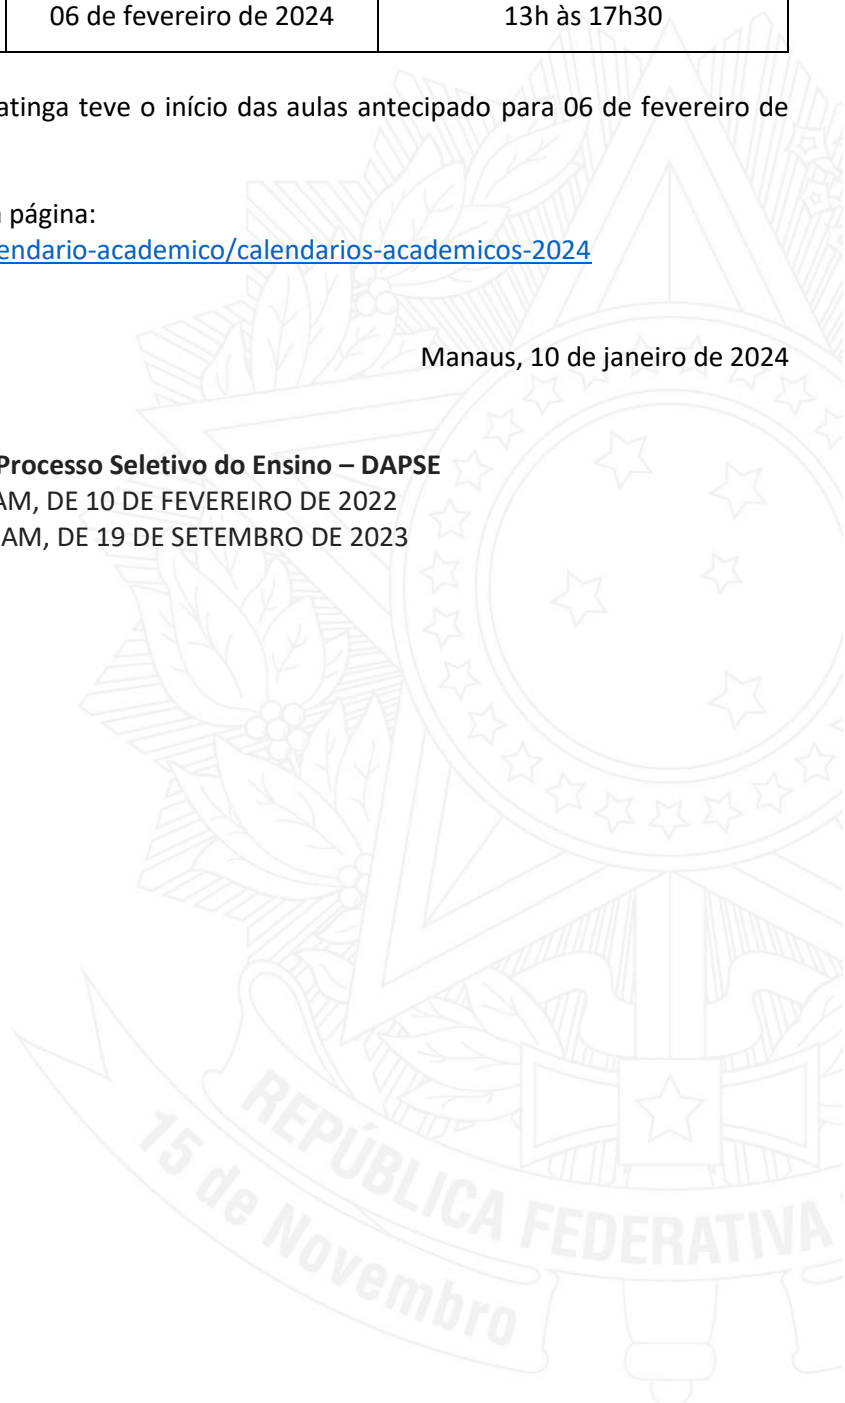 06 de fevereiro de 2024 13h às 17h30
atinga teve o início das aulas antecipado para 06 de fevereiro de
página:
endario-academico/calendarios-academicos-2024
Manaus, 10 de janeiro de 2024
Processo Seletivo do Ensino – DAPSE
AM, DE 10 DE FEVEREIRO DE 2022
AM, DE 19 DE SETEMBRO DE 2023
REPÚBLICA FEDERATIVA
15 de Novembro